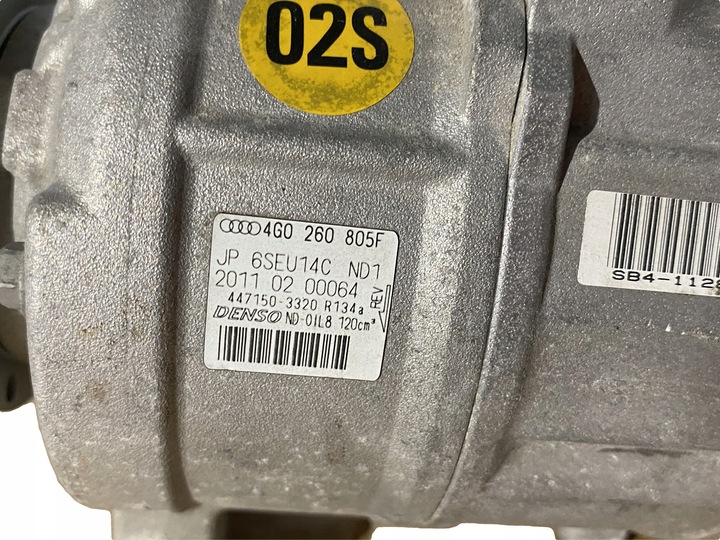 02S
4G0 260 805F
JP 6SEU14C ND1
2011 02 00064
447150-3320 R134a
REV
DENSO ND-OIL8 120cm³
SB4-1128